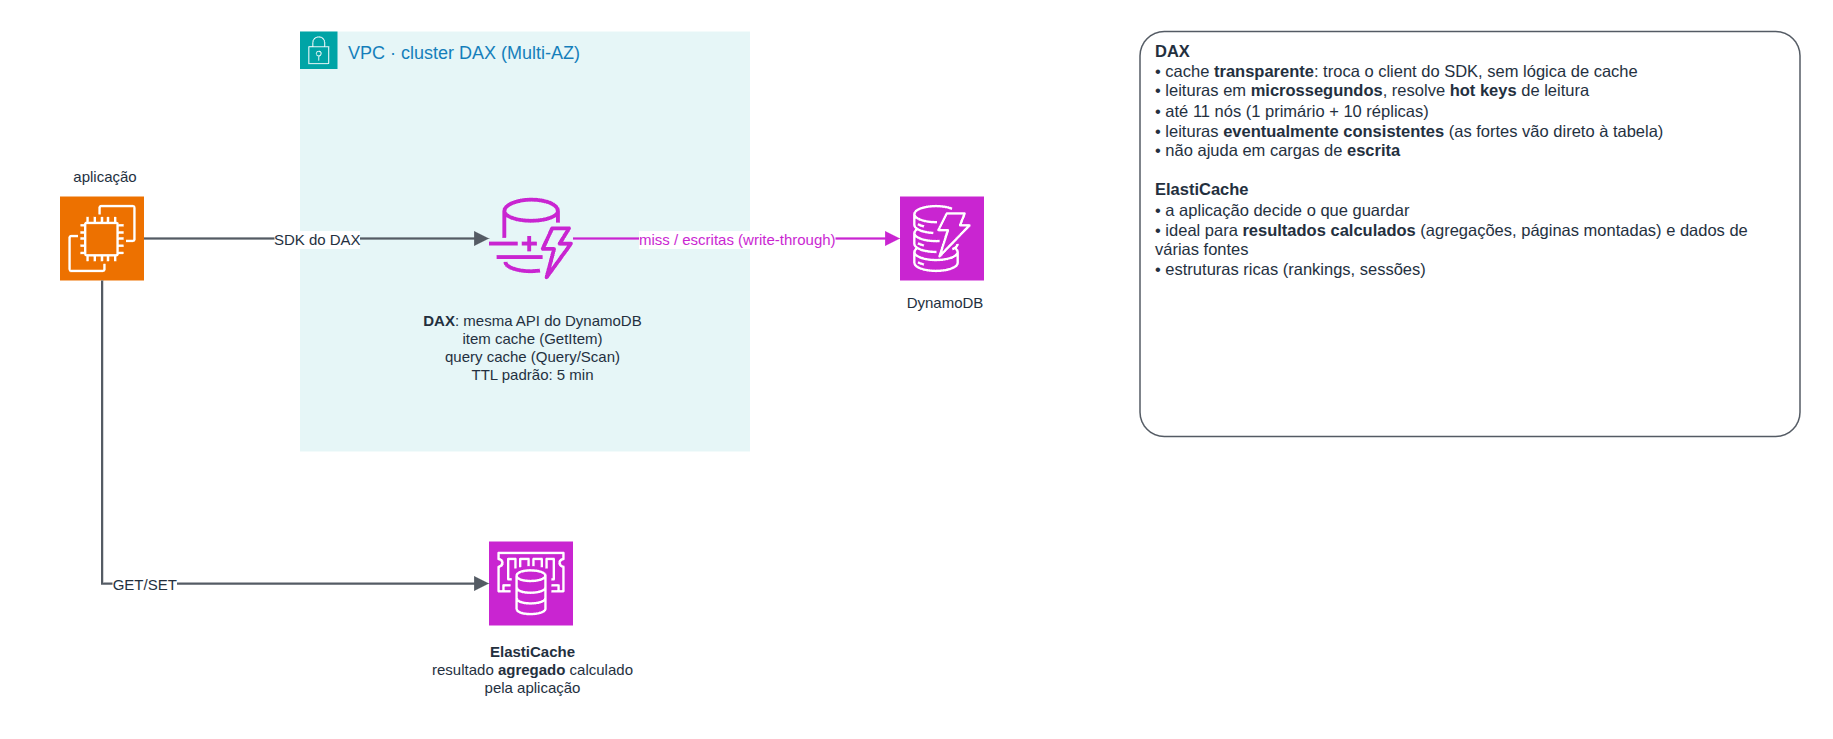 VPC · cluster DAX (Multi-AZ)
aplicação
SDK do DAX
miss / escritas (write-through)
DynamoDB
DAX: mesma API do DynamoDB
item cache (GetItem)
query cache (Query/Scan)
TTL padrão: 5 min
GET/SET
ElastiCache
resultado agregado calculado
pela aplicação
DAX
• cache transparente: troca o client do SDK, sem lógica de cache
• leituras em microssegundos, resolve hot keys de leitura
• até 11 nós (1 primário + 10 réplicas)
• leituras eventualmente consistentes (as fortes vão direto à tabela)
• não ajuda em cargas de escrita
ElastiCache
• a aplicação decide o que guardar
• ideal para resultados calculados (agregações, páginas montadas) e dados de
várias fontes
• estruturas ricas (rankings, sessões)